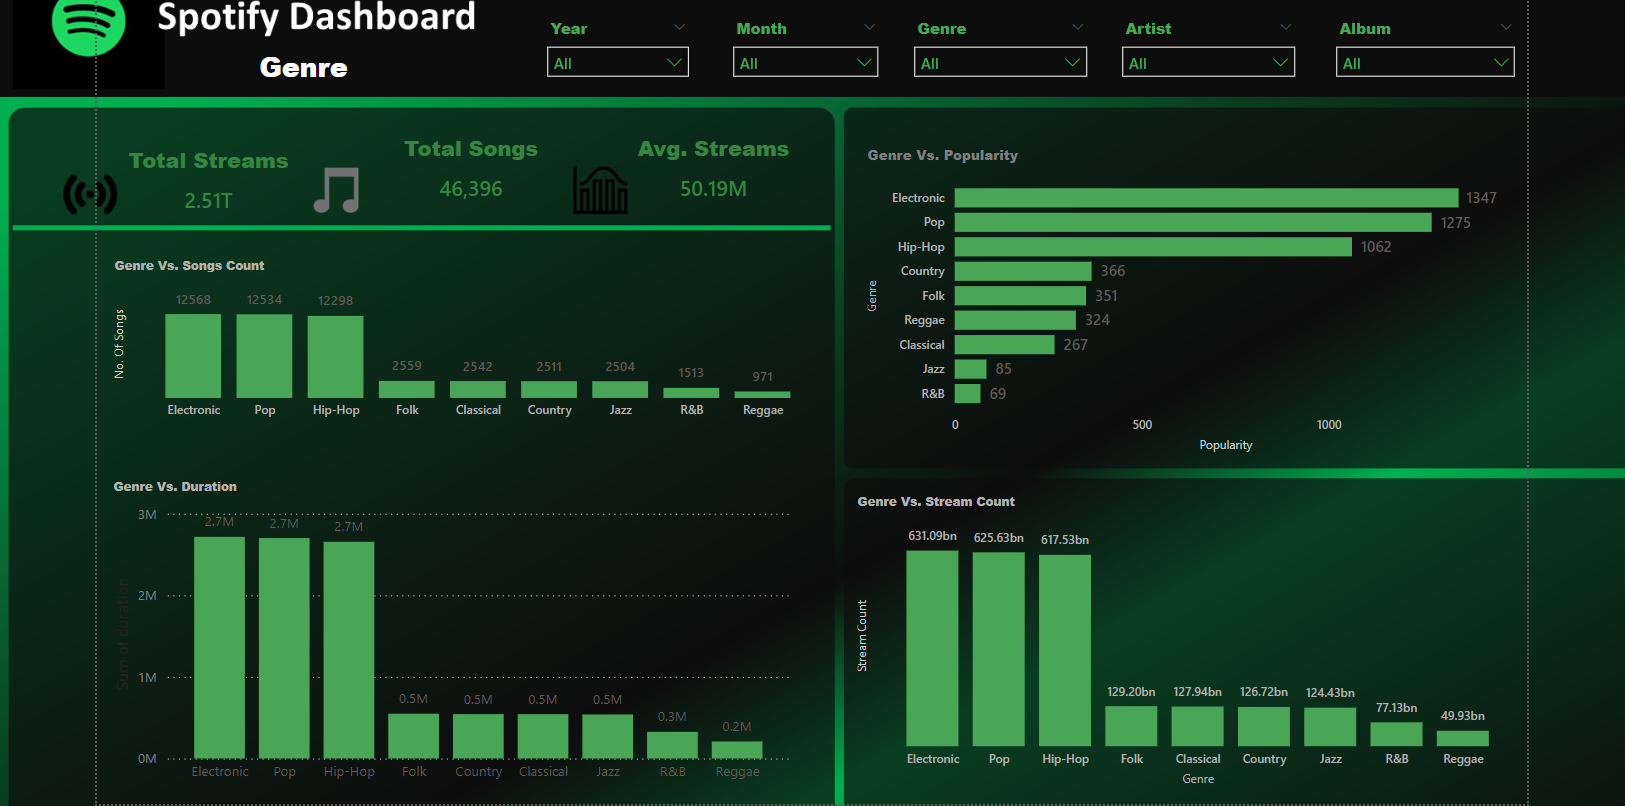 Spotify Dashboard
Genre
Year
Month
Genre
Artist
Album
All
All
All
All
All
Total Streams
2.51T
Total Songs
46,396
Avg. Streams
50.19M
Genre Vs. Songs Count
No. Of Songs
12568
12534
12298
2559
2542
2511
2504
1513
971
Electronic
Pop
Hip-Hop
Folk
Classical
Country
Jazz
R&B
Reggae
Genre Vs. Duration
Sum of duration
3M
2M
1M
0M
2.7M
2.7M
2.7M
0.5M
0.5M
0.5M
0.5M
0.3M
0.2M
Electronic
Pop
Hip-Hop
Folk
Country
Classical
Jazz
R&B
Reggae
Genre Vs. Popularity
Genre
Electronic 1347
Pop 1275
Hip-Hop 1062
Country 366
Folk 351
Reggae 324
Classical 267
Jazz 85
R&B 69
0
500
1000
Popularity
Genre Vs. Stream Count
Stream Count
631.09bn
625.63bn
617.53bn
129.20bn
127.94bn
126.72bn
124.43bn
77.13bn
49.93bn
Electronic
Pop
Hip-Hop
Folk
Classical
Country
Jazz
R&B
Reggae
Genre